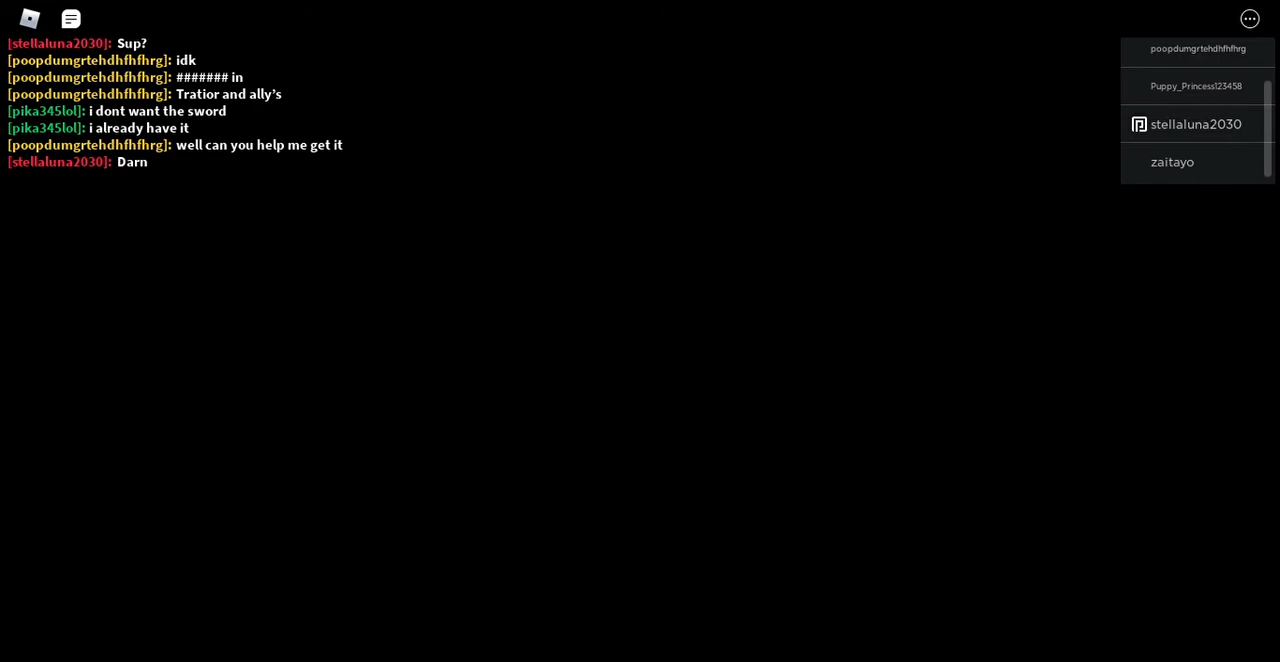 [stellaluna2030]: Sup?
[poopdumgrtehdhfhfhrg]: idk
[poopdumgrtehdhfhfhrg]: ####### in
[poopdumgrtehdhfhfhrg]: Tratior and ally's
[pika345lol]: i dont want the sword
[pika345lol]: i already have it
[poopdumgrtehdhfhfhrg]: well can you help me get it
[stellaluna2030]: Darn
poopdumgrtehdhfhfhrg
Puppy_Princess123458
stellaluna2030
zaitayo